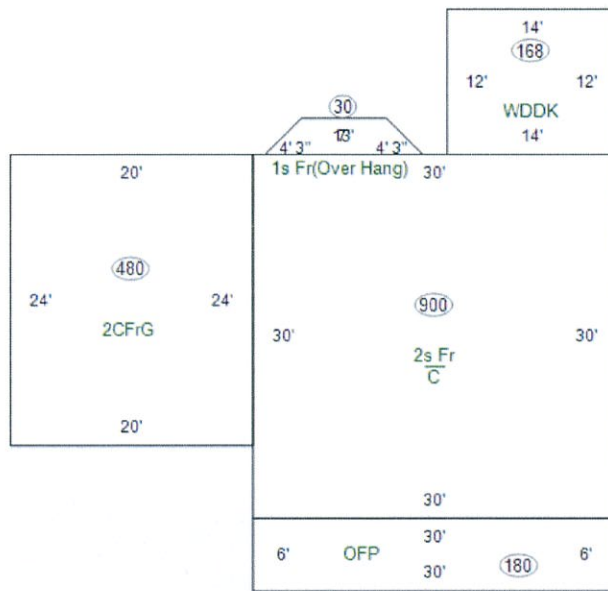 14'
168
12' 12'
WDDK
14'
30
4' 3" 4' 3"
1s Fr(Over Hang)
20' 30'
480
24' 24'
2CFrG
900
30' 30'
2s Fr
C
20'
30'
30'
6' OFP 6'
30' 180